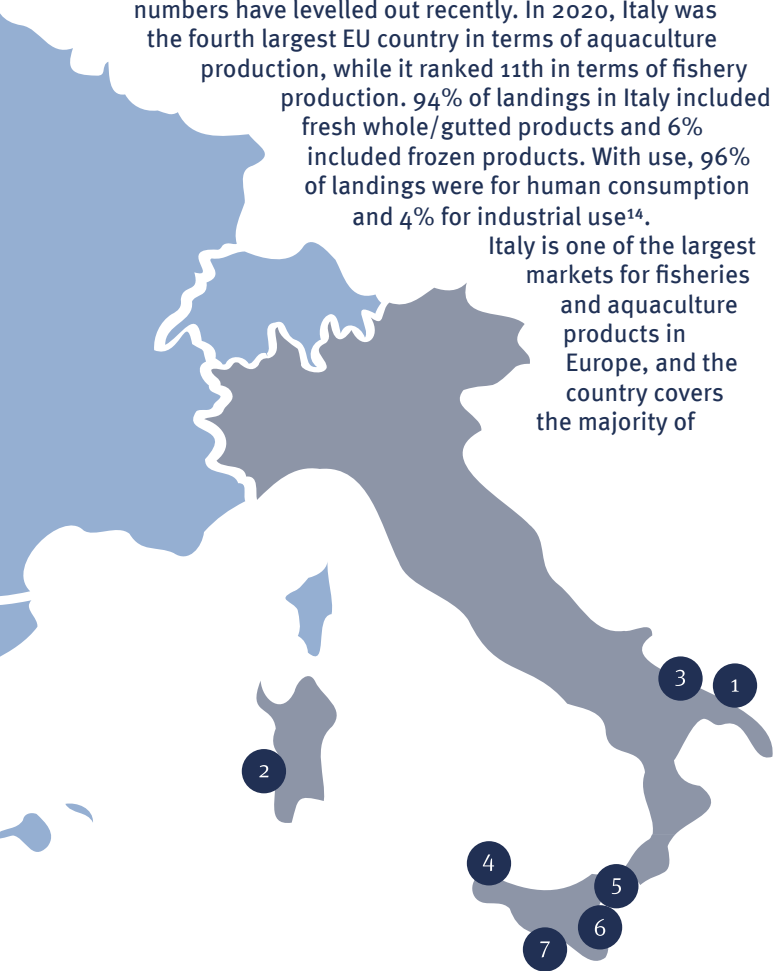 numbers have levelled out recently. In 2020, Italy was
the fourth largest EU country in terms of aquaculture
production, while it ranked 11th in terms of fishery
production. 94% of landings in Italy included
fresh whole/gutted products and 6%
included frozen products. With use, 96%
of landings were for human consumption
and 4% for industrial use¹⁴.
Italy is one of the largest
markets for fisheries
and aquaculture
products in
Europe, and the
country covers
the majority of
3
1
2
4
5
6
7